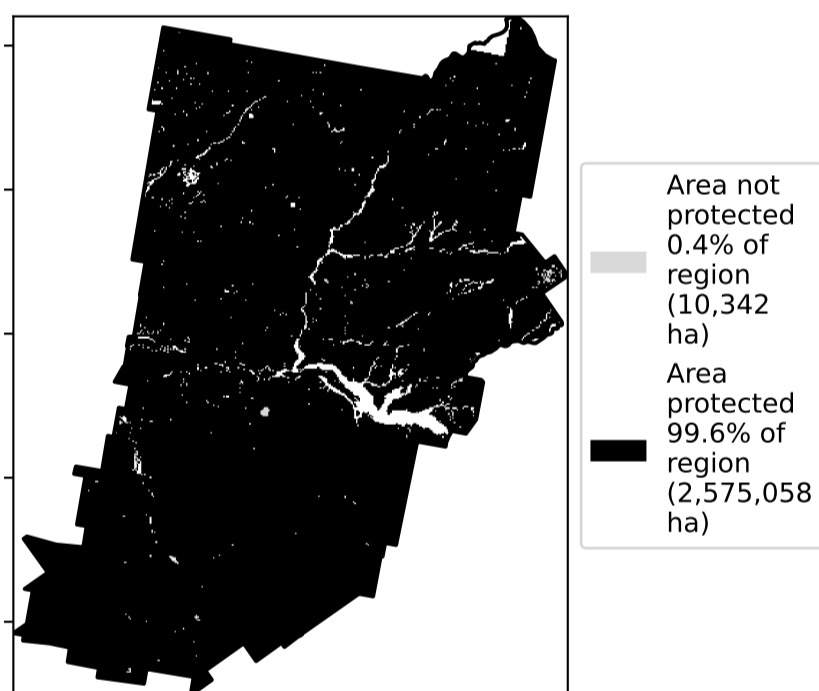 Area not
protected
0.4% of
region
(10,342
ha)
Area
protected
99.6% of
region
(2,575,058
ha)